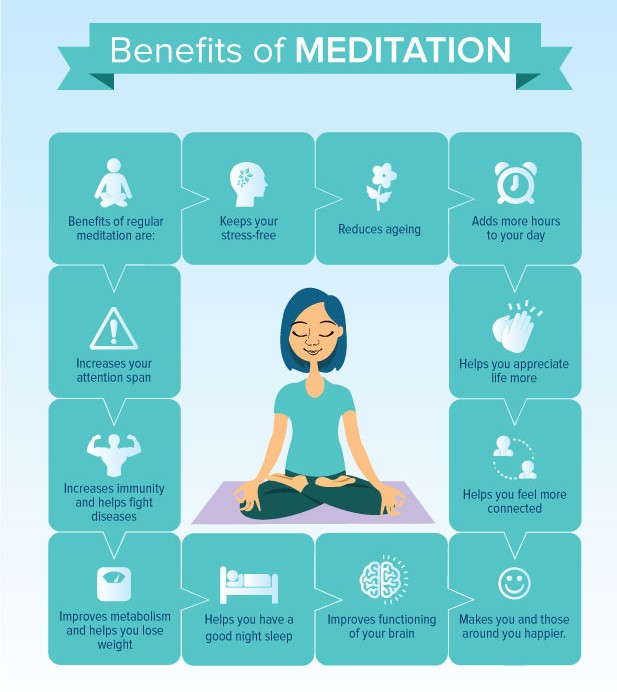 Benefits of MEDITATION
Benefits of regular
meditation are:
Keeps your
stress-free
Reduces ageing
Adds more hours
to your day
Increases your
attention span
Helps you appreciate
life more
Increases immunity
and helps fight
diseases
Helps you feel more
connected
Improves metabolism
and helps you lose
weight
Helps you have a
good night sleep
Improves functioning
of your brain
Makes you and those
around you happier.